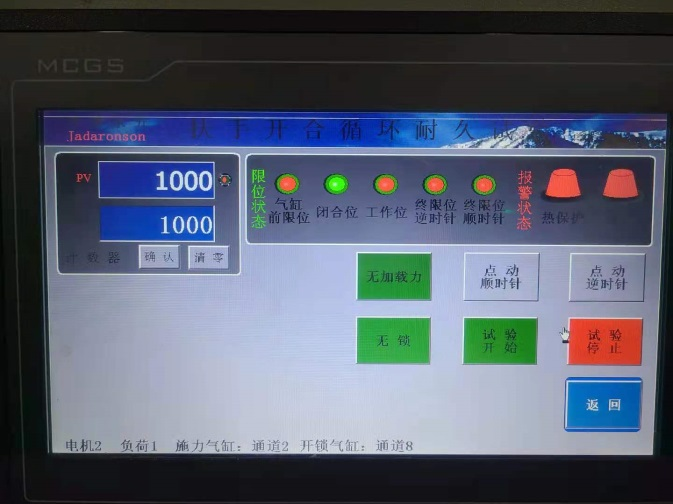 MCGS
扶手开合循环耐久
Jadaronson
PV 1000
1000
计数器 确认 清零
限位状态
气缸前限位
闭合位
工作位
终限位逆时针
终限位顺时针
报警状态
热保护
无加载力
点动
顺时针
点动
逆时针
无锁
试验
开始
试验
停止
返回
电机2 负荷1 施力气缸：通道2 开锁气缸：通道8